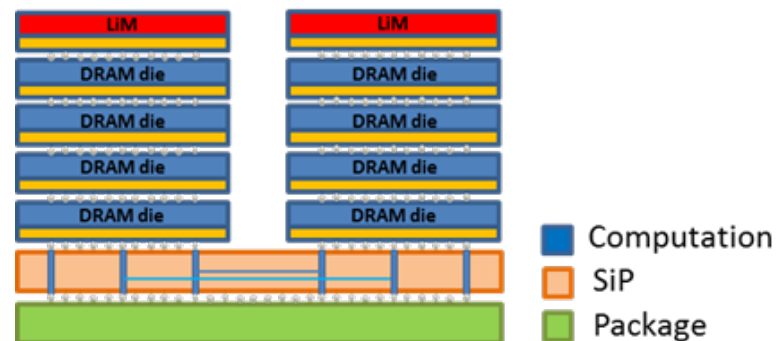 LiM LiM
DRAM die DRAM die
DRAM die DRAM die
DRAM die DRAM die
DRAM die DRAM die
Computation
SiP
Package